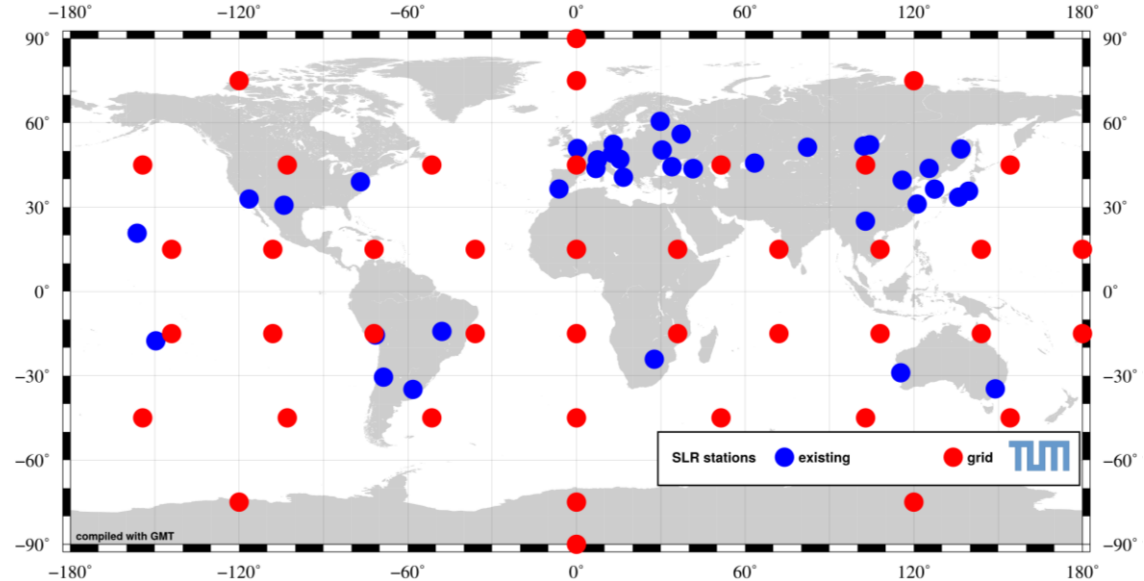 −180˚ −120˚ −60˚ 0˚ 60˚ 120˚ 180˚
90˚ 90˚
60˚ 60˚
30˚ 30˚
0˚ 0˚
−30˚ −30˚
SLR stations existing grid TUM
−60˚ −60˚
compiled with GMT
−90˚ −90˚
−180˚ −120˚ −60˚ 0˚ 60˚ 120˚ 180˚